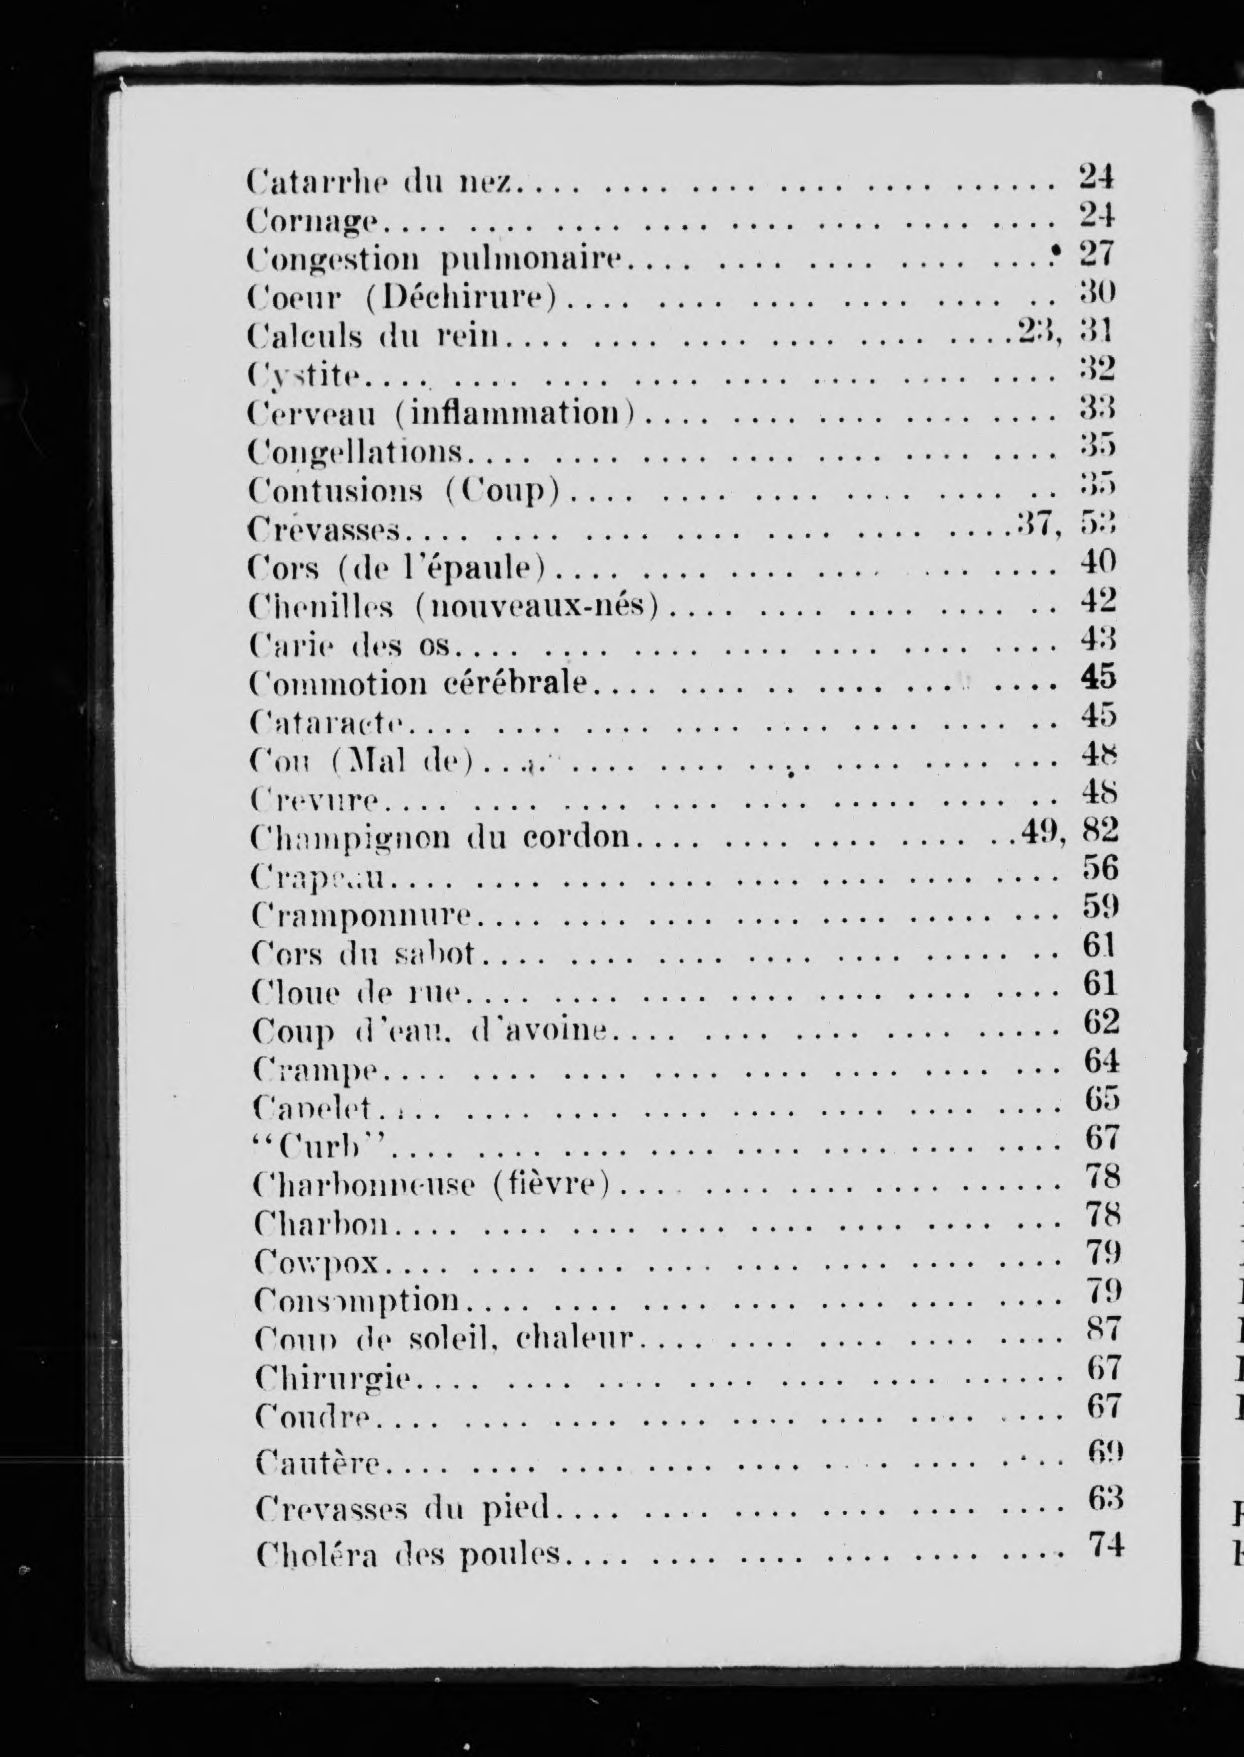 Catarrhe du nez.... .... .... .... .... .... ... 24
Cornage.... .... .... .... .... .... .... .... 24
Congestion pulmonaire.... .... .... .... .... 27
Coeur (Déchirure).... .... .... .... .... .. 30
Calculs du rein.... .... .... .... .... ....23, 31
Cystite.... .... .... .... .... .... .... .... 32
Cerveau (inflammation).... .... .... .... .... 33
Congellations.... .... .... .... .... .... .... 35
Contusions (Coup).... .... .... .... .... .. 35
Crévasses.... .... .... .... .... .... ....37, 53
Cors (de l'épaule).... .... .... .... .... .... 40
Chenilles (nouveaux-nés).... .... .... .... .. 42
Carie des os.... .... .... .... .... .... .... 43
Commotion cérébrale.... .... .... .... .... 45
Cataracte.... .... .... .... .... .... .... .. 45
Cou (Mal de).... .... .... .... .... .... ... 48
Crevure.... .... .... .... .... .... .... .. 48
Champignon du cordon.... .... .... .... ..49, 82
Crapeau.... .... .... .... .... .... .... .... 56
Cramponnure.... .... .... .... .... .... ... 59
Cors du sabot.... .... .... .... .... .... .. 61
Cloue de rue.... .... .... .... .... .... .... 61
Coup d'eau, d'avoine.... .... .... .... .... . 62
Crampe.... .... .... .... .... .... .... ... 64
Capelet.... .... .... .... .... .... .... .... 65
“Curb”.... .... .... .... .... .... .... .... 67
Charbonneuse (fièvre).... .... .... .... .... 78
Charbon.... .... .... .... .... .... .... ... 78
Cowpox.... .... .... .... .... .... .... .... 79
Consomption.... .... .... .... .... .... .... 79
Coup de soleil, chaleur.... .... .... .... .... 87
Chirurgie.... .... .... .... .... .... ...... 67
Coudre.... .... .... .... .... .... .... .... 67
Cautère.... .... .... .... .... .... .... .... 69
Crevasses du pied.... .... .... .... .... .... 63
Choléra des poules.... .... .... .... .... .... 74